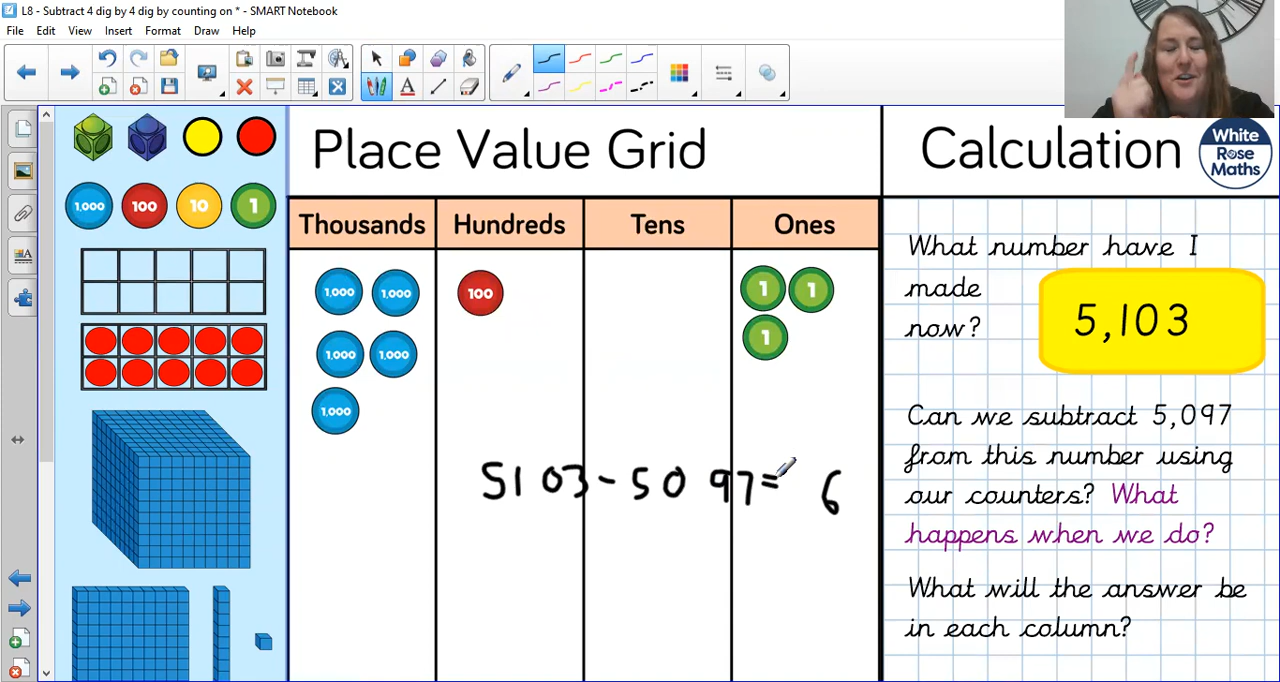 L8 - Subtract 4 dig by 4 dig by counting on * - SMART Notebook
File Edit View Insert Format Draw Help
Place Value Grid
Calculation
White
Rose
Maths
1,000 100 10 1
Thousands Hundreds Tens Ones
1,000 1,000 100 1 1
1,000 1,000 1
1,000
What number have I
made
now?
5,103
Can we subtract 5,097
from this number using
our counters? What
happens when we do?
5103-5097= 6
What will the answer be
in each column?